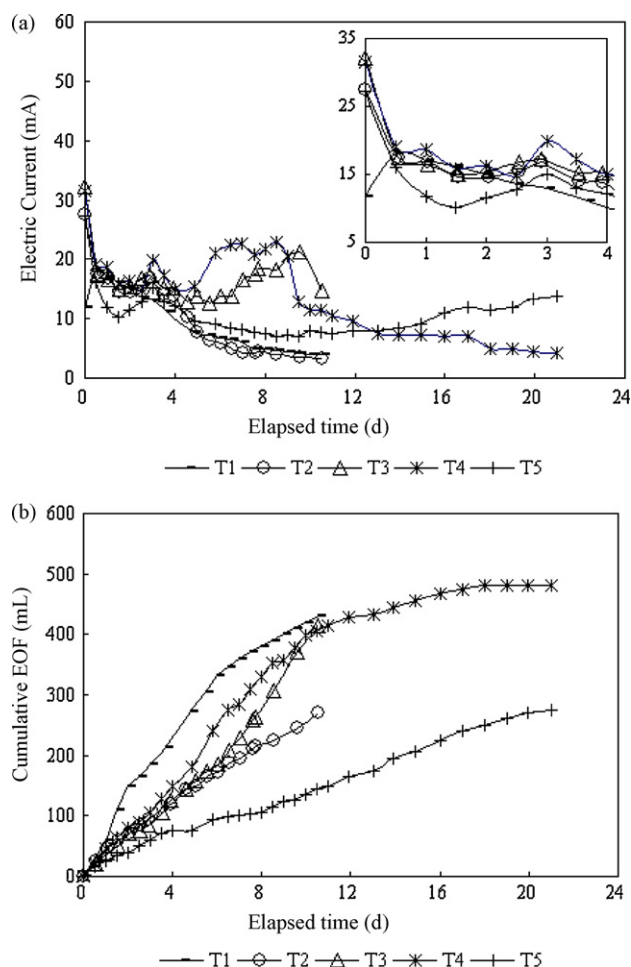 (a)
60
50
40
30
20
10
0
Electric Current (mA)
35
25
15
5
0 1 2 3 4
0 4 8 12 16 20 24
Elapsed time (d)
T1 T2 T3 T4 T5
(b)
600
500
400
300
200
100
0
Cumulative EOF (mL)
0 4 8 12 16 20 24
Elapsed time (d)
T1 T2 T3 T4 T5